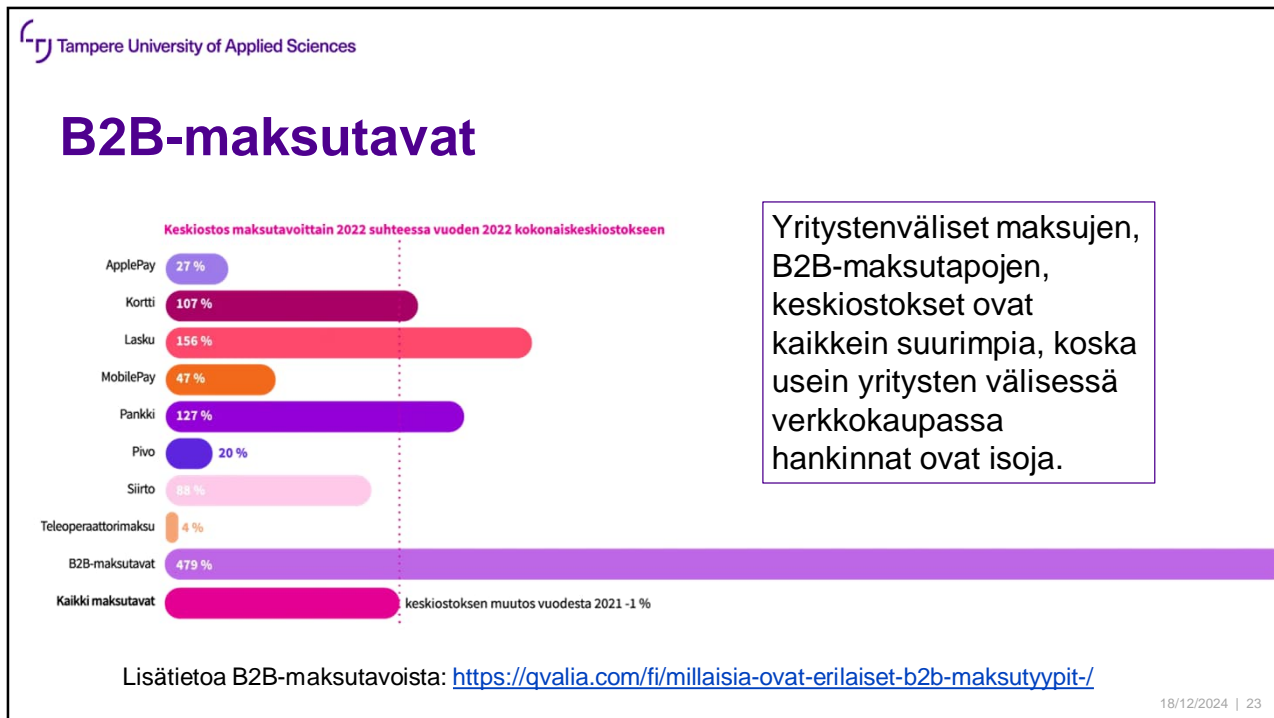 Tampere University of Applied Sciences
B2B-maksutavat
Keskiostos maksutavoittain 2022 suhteessa vuoden 2022 kokonaiskeskiostokseen
ApplePay 27 %
Kortti 107 %
Lasku 156 %
MobilePay 47 %
Pankki 127 %
Pivo 20 %
Siirto 88 %
Teleoperaattorimaksu 4 %
B2B-maksutavat 479 %
Kaikki maksutavat keskiostoksen muutos vuodesta 2021 -1 %
Yritystenväliset maksujen,
B2B-maksutapojen,
keskiostokset ovat
kaikkein suurimpia, koska
usein yritysten välisessä
verkkokaupassa
hankinnat ovat isoja.
Lisätietoa B2B-maksutavoista: https://qvalia.com/fi/millaisia-ovat-erilaiset-b2b-maksutyypit-/
18/12/2024 | 23